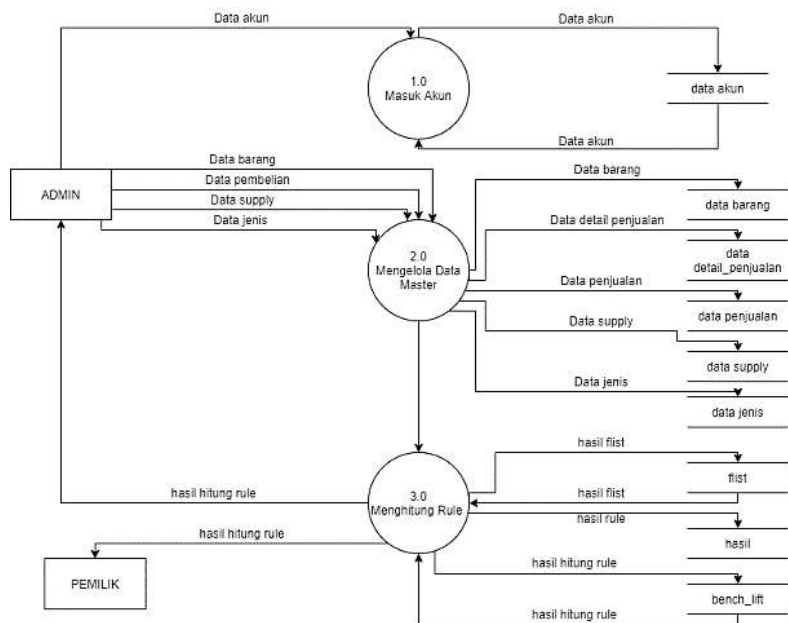 Data akun
Data akun
1.0
Masuk Akun
data akun
Data akun
ADMIN
Data barang
Data pembelian
Data supply
Data jenis
2.0
Mengelola Data
Master
Data barang
data barang
Data detail penjualan
data
detail_penjualan
Data penjualan
data penjualan
Data supply
data supply
Data jenis
data jenis
hasil flist
flist
hasil hitung rule
3.0
Menghitung Rule
hasil flist
hasil rule
hasil
hasil hitung rule
PEMILIK
hasil hitung rule
bench_lift
hasil hitung rule